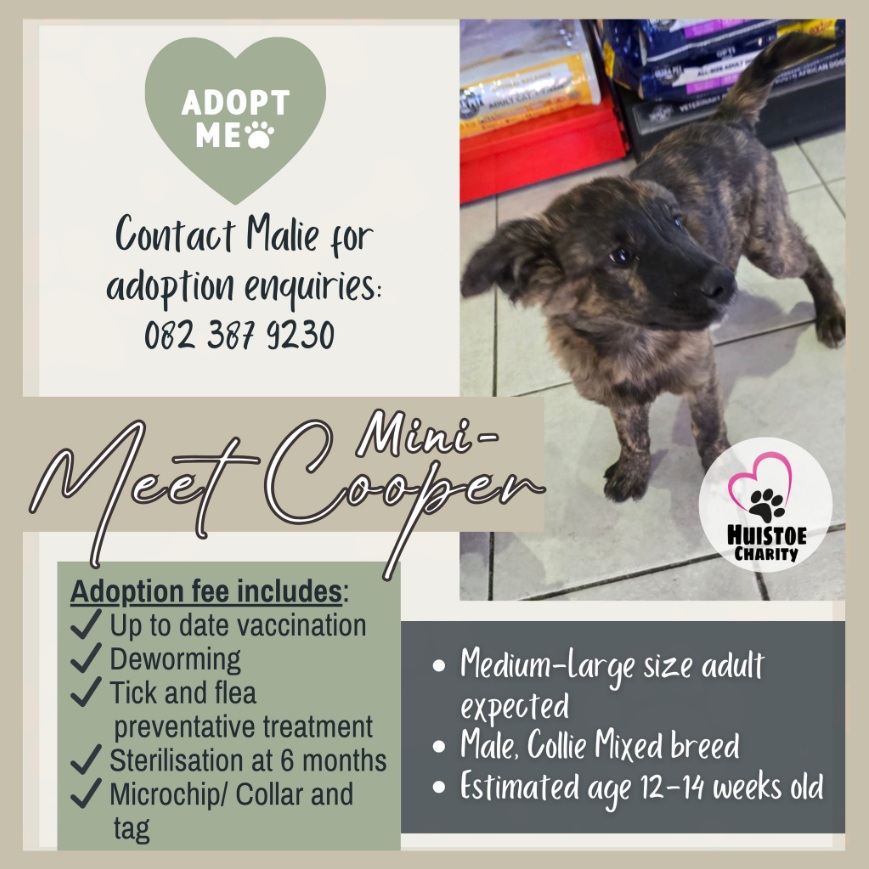 ADOPT
ME
Contact Malie for
adoption enquiries:
082 387 9230
Meet Mini-
Cooper
HUISTOE
CHARITY
Adoption fee includes:
Up to date vaccination
Deworming
Tick and flea
preventative treatment
Sterilisation at 6 months
Microchip/ Collar and
tag
• Medium-Large size adult
expected
• Male, Collie Mixed breed
• Estimated age 12-14 weeks old